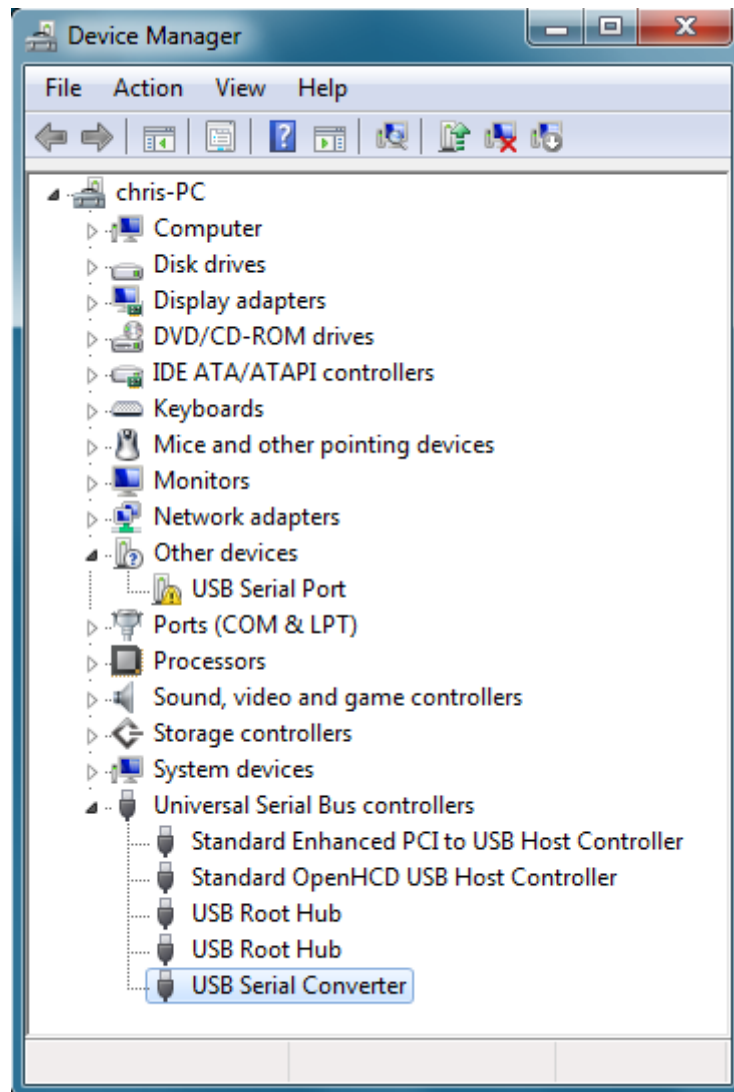 Device Manager
File Action View Help
chris-PC
Computer
Disk drives
Display adapters
DVD/CD-ROM drives
IDE ATA/ATAPI controllers
Keyboards
Mice and other pointing devices
Monitors
Network adapters
Other devices
USB Serial Port
Ports (COM & LPT)
Processors
Sound, video and game controllers
Storage controllers
System devices
Universal Serial Bus controllers
Standard Enhanced PCI to USB Host Controller
Standard OpenHCD USB Host Controller
USB Root Hub
USB Root Hub
USB Serial Converter